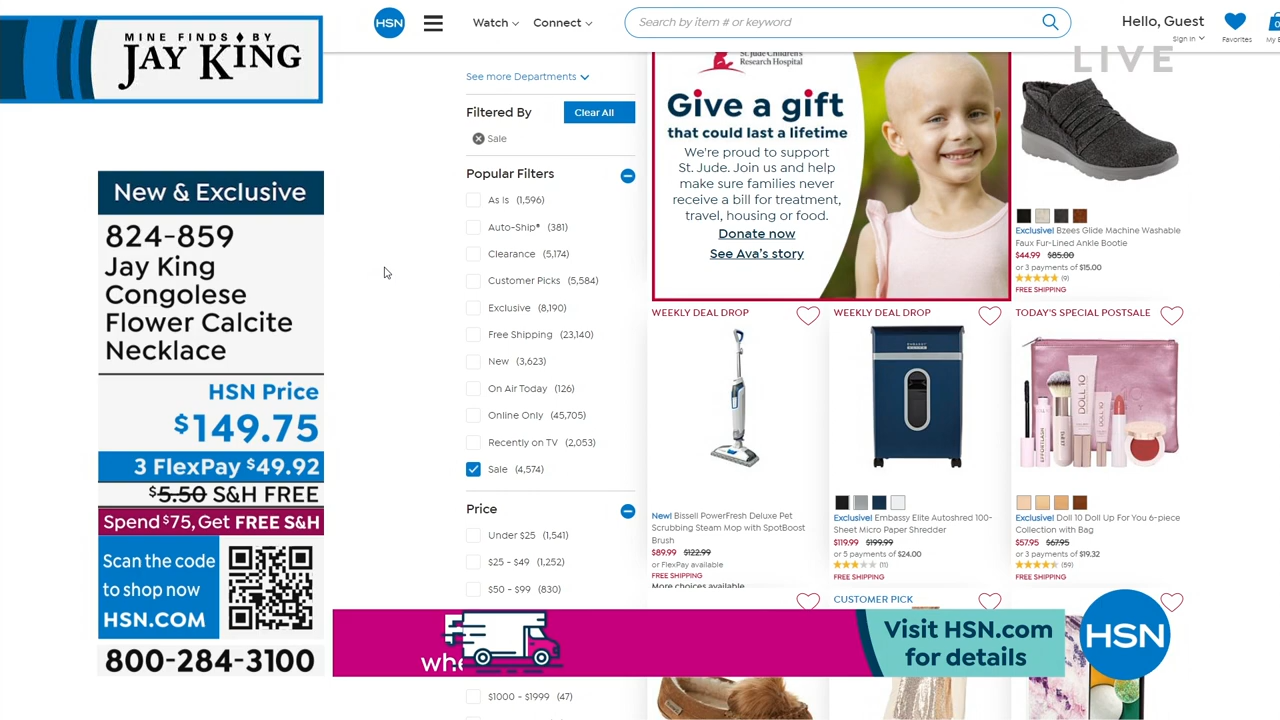 MINE FINDS BY
JAY KING
New & Exclusive
824-859
Jay King
Congolese
Flower Calcite
Necklace
HSN Price
$149.75
3 FlexPay $49.92
$5.50 S&H FREE
Spend $75, Get FREE S&H
Scan the code
to shop now
HSN.COM
800-284-3100
HSN
Watch
Connect
Search by item # or keyword
Hello, Guest
Sign In
Favorites
0
LIVE
See more Departments
Filtered By
Clear All
Sale
Popular Filters
As Is (1,596)
Auto-Ship® (381)
Clearance (5,174)
Customer Picks (5,584)
Exclusive (8,190)
Free Shipping (23,140)
New (3,623)
On Air Today (126)
Online Only (45,705)
Recently on TV (2,053)
Sale (4,574)
Price
Under $25 (1,541)
$25 - $49 (1,252)
$50 - $99 (830)
$1000 - $1999 (47)
St. Jude Children's
Research Hospital
Give a gift
that could last a lifetime
We're proud to support
St. Jude. Join us and help
make sure families never
receive a bill for treatment,
travel, housing or food.
Donate now
See Ava's story
Exclusive! Bzees Glide Machine Washable
Faux Fur-Lined Ankle Bootie
$44.99 $85.00
or 3 payments of $15.00
(9)
FREE SHIPPING
WEEKLY DEAL DROP
New! Bissell PowerFresh Deluxe Pet
Scrubbing Steam Mop with SpotBoost
Brush
$89.99 $122.99
or FlexPay available
FREE SHIPPING
More choices available
WEEKLY DEAL DROP
Exclusive! Embassy Elite Autoshred 100-
Sheet Micro Paper Shredder
$119.99 $199.99
or 5 payments of $24.00
(11)
FREE SHIPPING
TODAY'S SPECIAL POSTSALE
DOLL 10
Exclusive! Doll 10 Doll Up For You 6-piece
Collection with Bag
$57.95 $67.95
or 3 payments of $19.32
(59)
FREE SHIPPING
CUSTOMER PICK
Visit HSN.com
for details
HSN